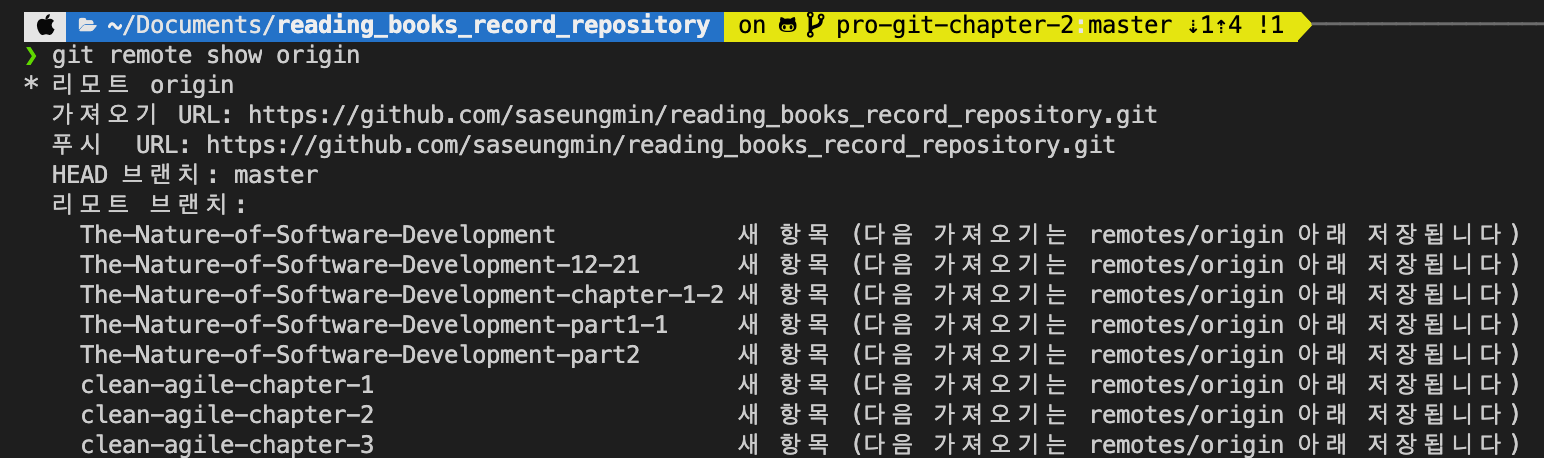 ~/Documents/reading_books_record_repository on pro-git-chapter-2:master ⇣1⇡4 !1
❯ git remote show origin
* 리모트 origin
가져오기 URL: https://github.com/saseungmin/reading_books_record_repository.git
푸시 URL: https://github.com/saseungmin/reading_books_record_repository.git
HEAD 브랜치: master
리모트 브랜치:
The-Nature-of-Software-Development 새 항목 (다음 가져오기는 remotes/origin 아래 저장됩니다)
The-Nature-of-Software-Development-12-21 새 항목 (다음 가져오기는 remotes/origin 아래 저장됩니다)
The-Nature-of-Software-Development-chapter-1-2 새 항목 (다음 가져오기는 remotes/origin 아래 저장됩니다)
The-Nature-of-Software-Development-part1-1 새 항목 (다음 가져오기는 remotes/origin 아래 저장됩니다)
The-Nature-of-Software-Development-part2 새 항목 (다음 가져오기는 remotes/origin 아래 저장됩니다)
clean-agile-chapter-1 새 항목 (다음 가져오기는 remotes/origin 아래 저장됩니다)
clean-agile-chapter-2 새 항목 (다음 가져오기는 remotes/origin 아래 저장됩니다)
clean-agile-chapter-3 새 항목 (다음 가져오기는 remotes/origin 아래 저장됩니다)